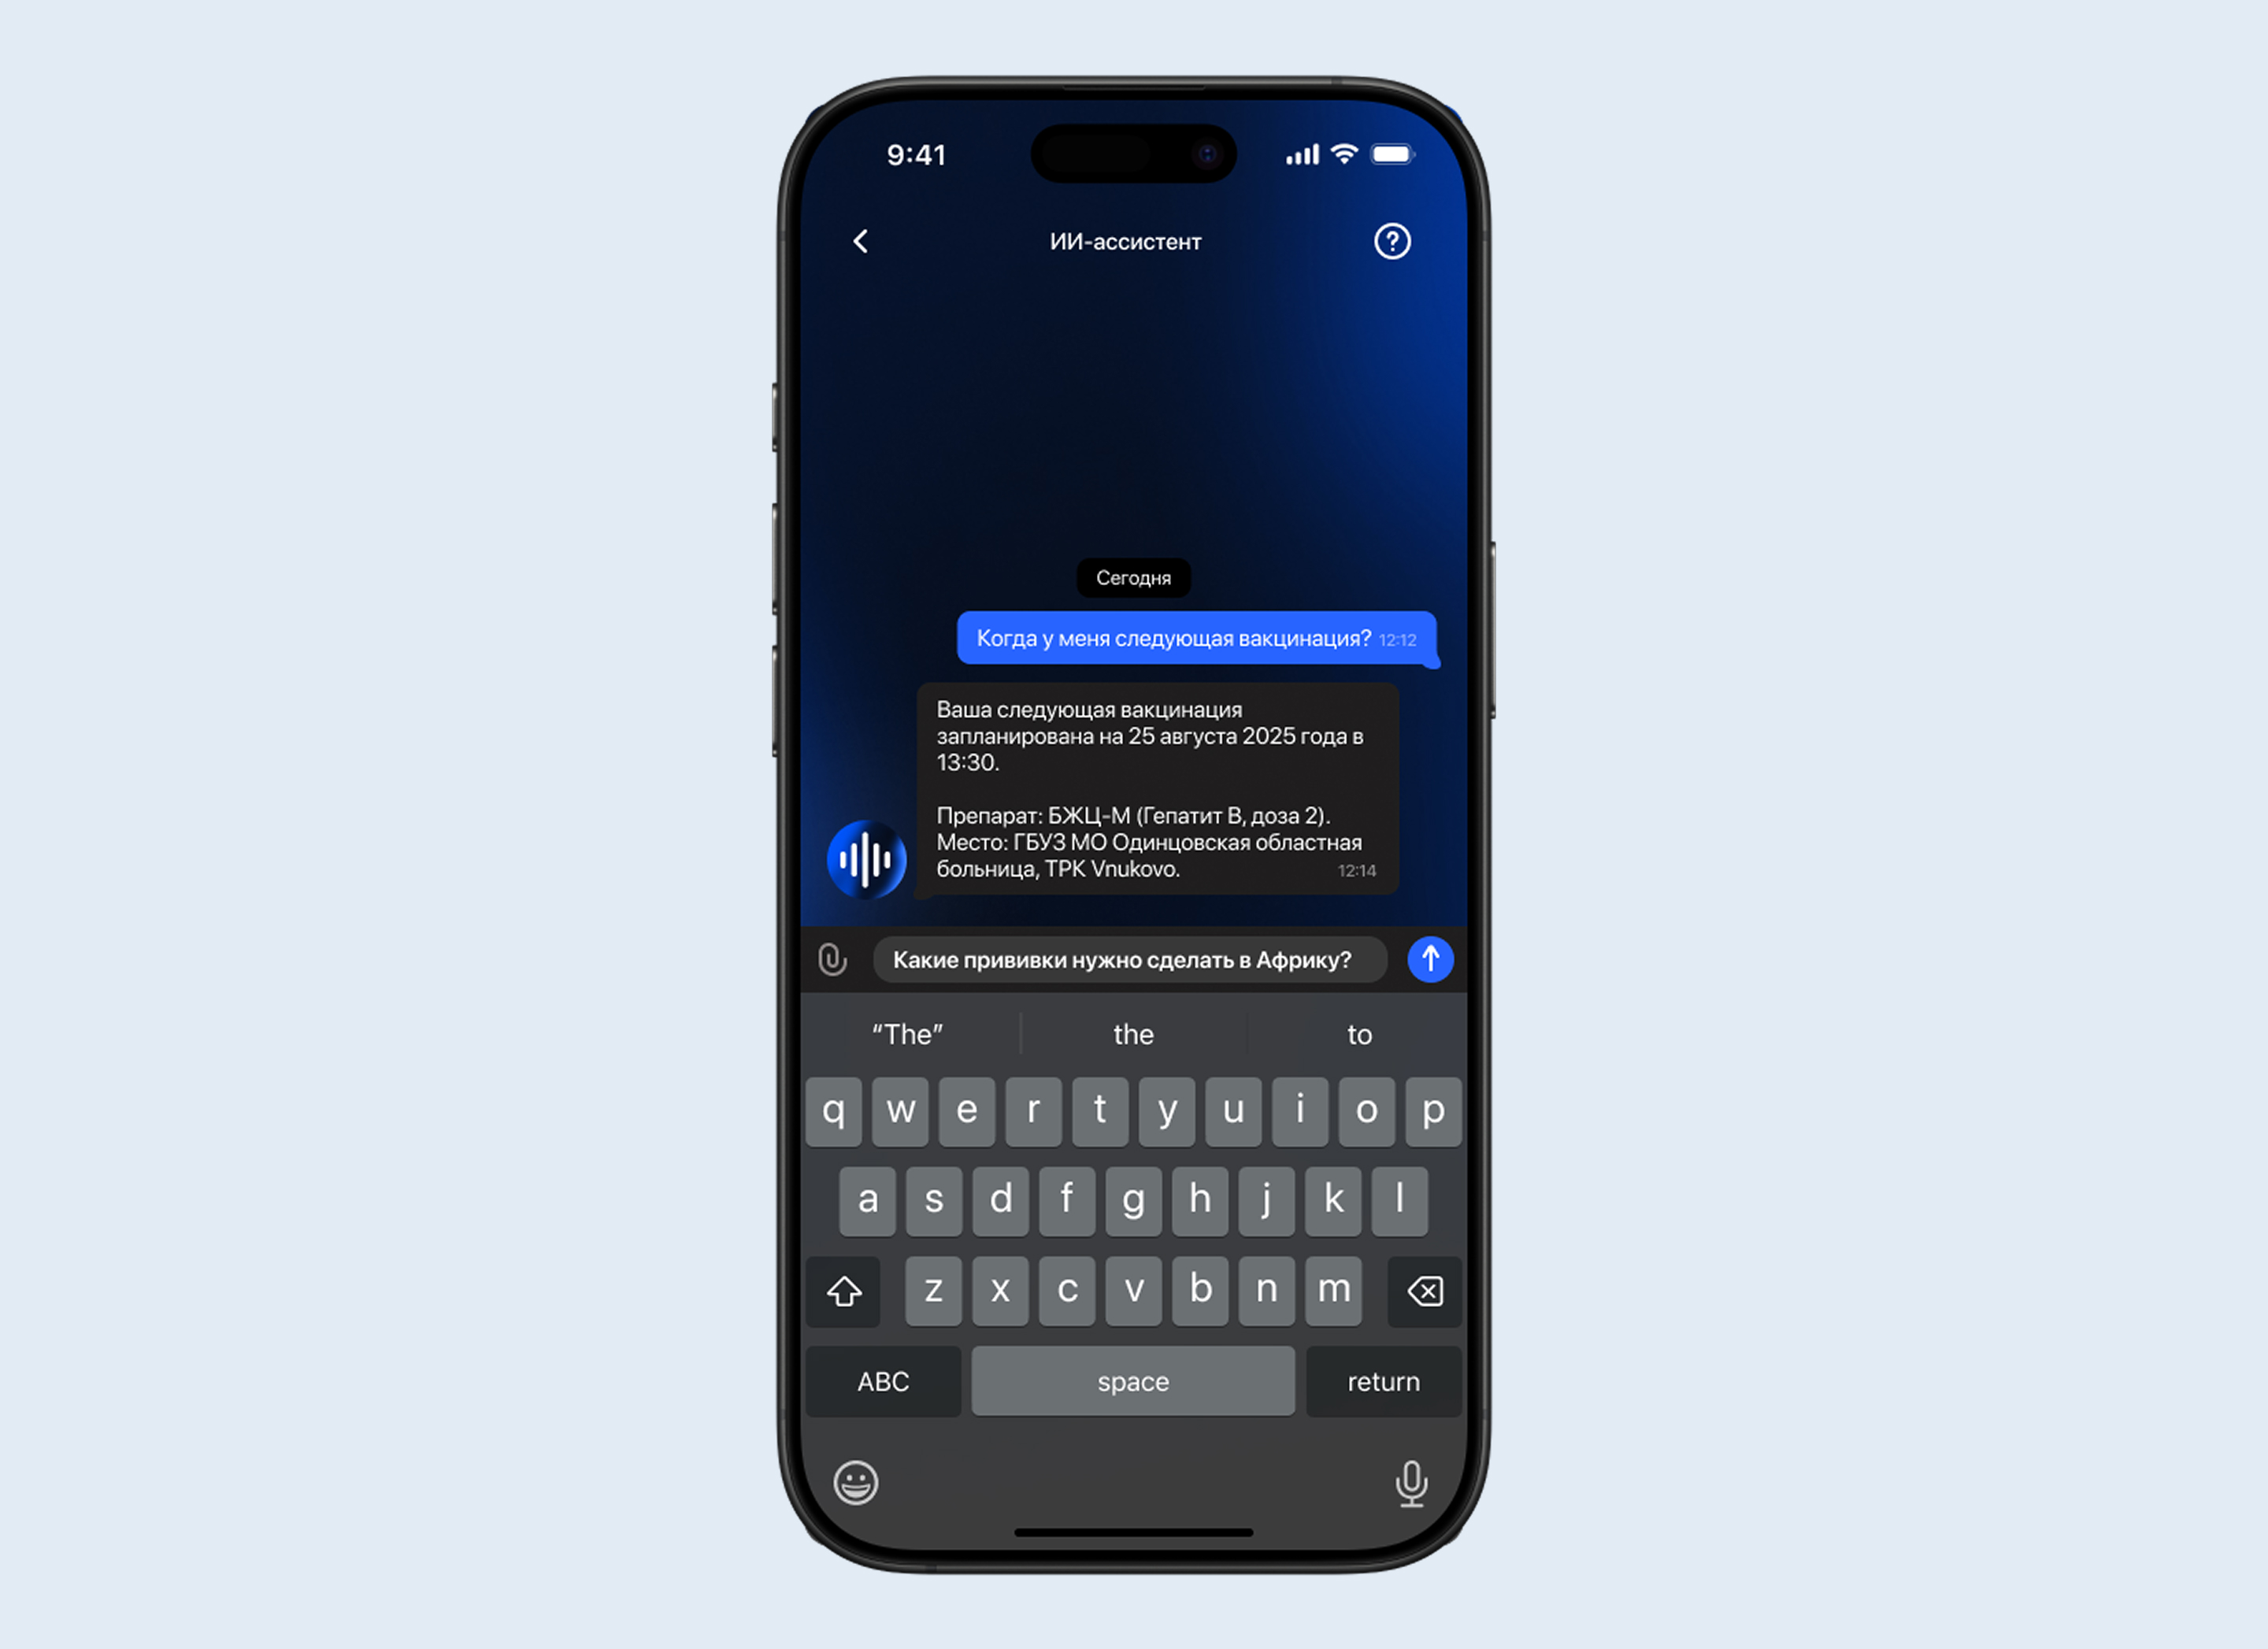 9:41
ИИ-ассистент
Сегодня
Когда у меня следующая вакцинация? 12:12
Ваша следующая вакцинация
запланирована на 25 августа 2025 года в
13:30.
Препарат: БЖЦ-М (Гепатит В, доза 2).
Место: ГБУЗ МО Одинцовская областная
больница, ТРК Vnukovo. 12:14
Какие прививки нужно сделать в Африку?
“The” the to
q w e r t y u i o p
a s d f g h j k l
z x c v b n m
ABC space return